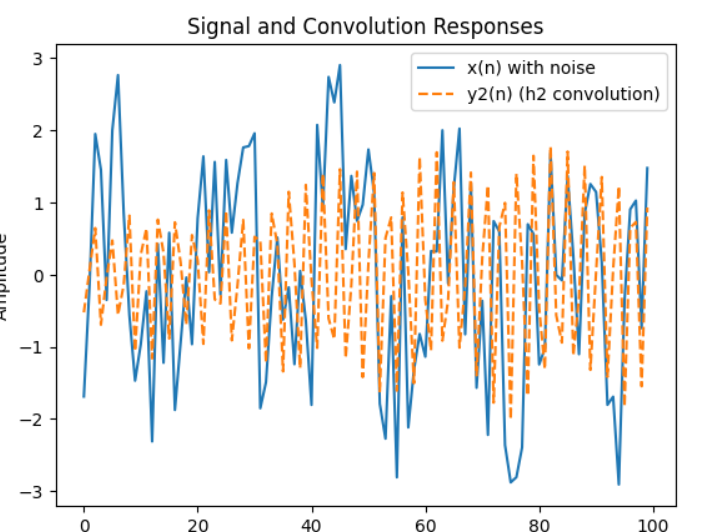 Signal and Convolution Responses
x(n) with noise
y2(n) (h2 convolution)
Amplitude
3
2
1
0
−1
−2
−3
0 20 40 60 80 100